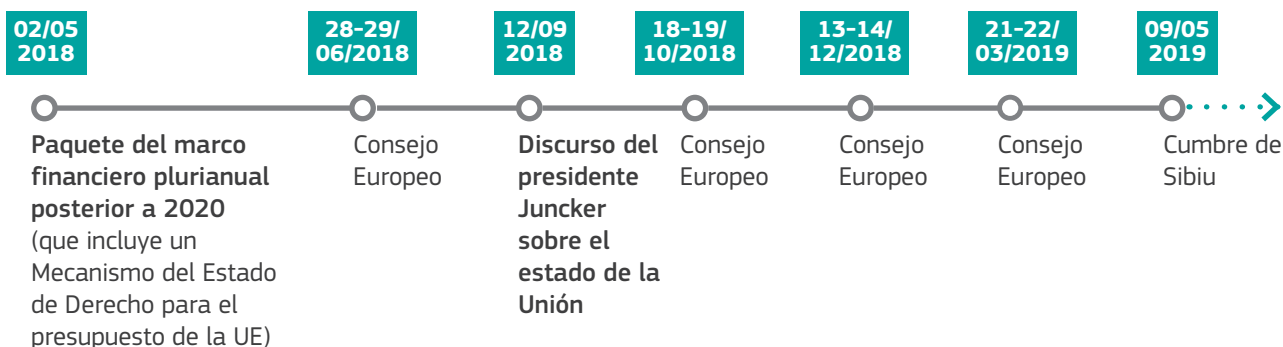 02/05
2018
28-29/
06/2018
12/09
2018
18-19/
10/2018
13-14/
12/2018
21-22/
03/2019
09/05
2019
Paquete del marco
financiero plurianual
posterior a 2020
(que incluye un
Mecanismo del Estado
de Derecho para el
presupuesto de la UE)
Consejo
Europeo
Discurso del
presidente
Juncker
sobre el
estado de la
Unión
Consejo
Europeo
Consejo
Europeo
Consejo
Europeo
Cumbre de
Sibiu